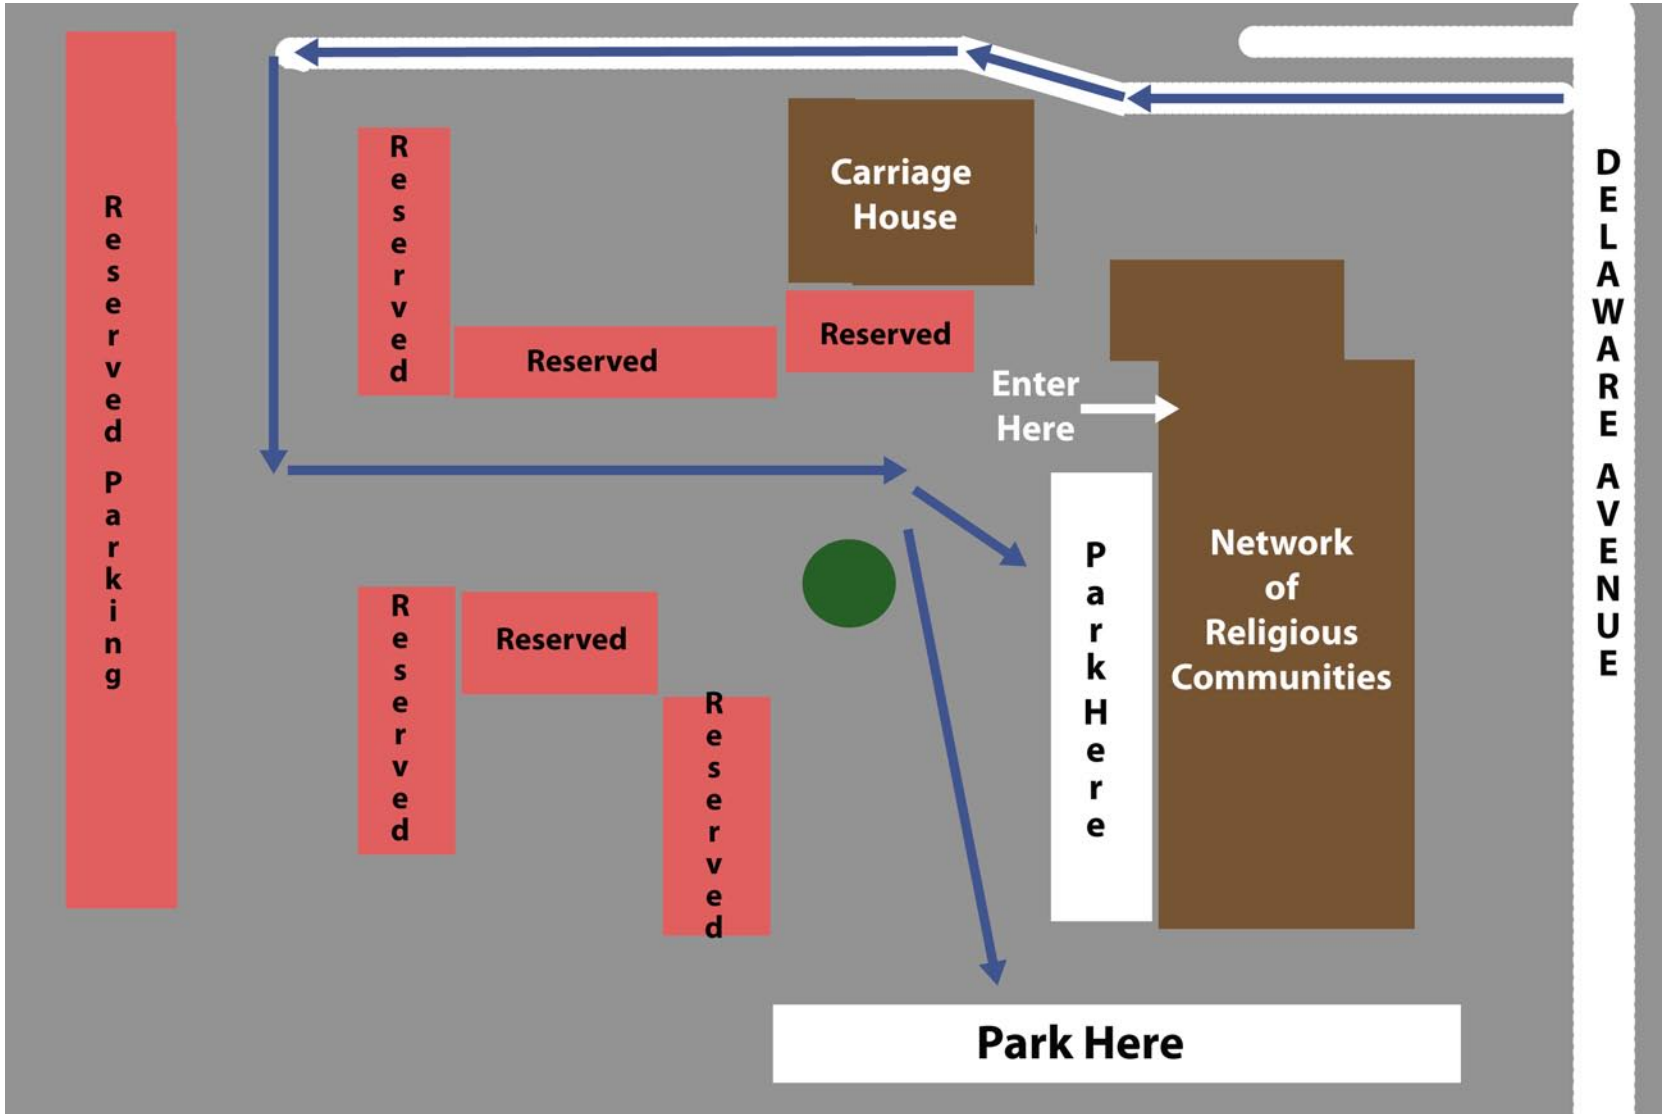 Reserved Parking
Reserved
Carriage
House
Reserved
Reserved
Enter
Here
DELAWARE AVENUE
Reserved
Reserved
Reserved
Park Here
Network
of
Religious
Communities
Park Here